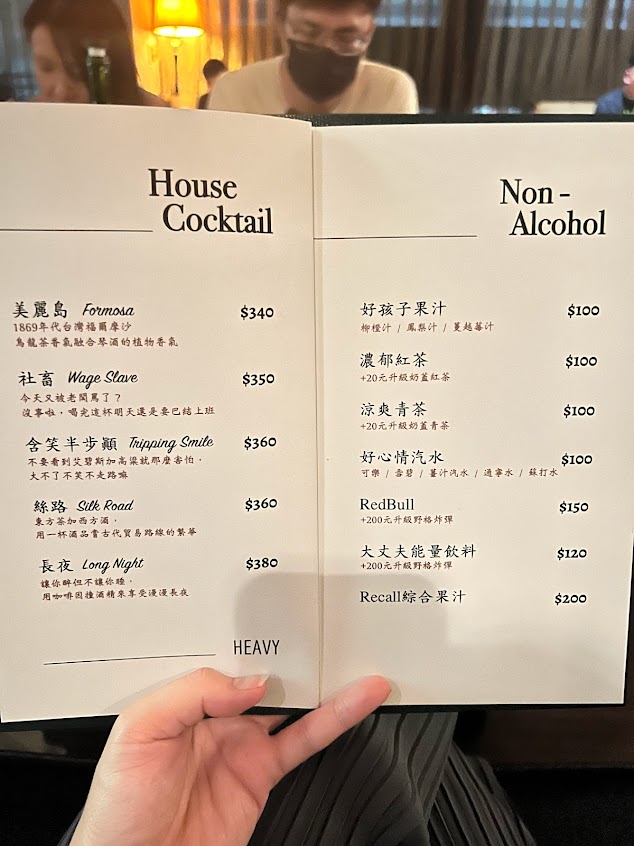 House
Cocktail
美麗島 Formosa $340
1869年代台灣福爾摩沙
烏龍茶香氣融合琴酒的植物香氣
社畜 Wage Slave $350
今天又被老闆罵了？
沒事啦，喝完這杯明天還是要巴結上班
含笑半步顛 Tripping Smile $360
不要看到艾碧斯加高粱就那麼害怕，
大不了不笑不走路嘛
絲路 Silk Road $360
東方茶加西方酒，
用一杯酒品嘗古代貿易路線的繁華
長夜 Long Night $380
讓你醉但不讓你睡，
用咖啡因撞酒精來享受漫漫長夜
HEAVY
Non-
Alcohol
好孩子果汁 $100
柳橙汁 / 鳳梨汁 / 蔓越莓汁
濃郁紅茶 $100
+20元升級奶蓋紅茶
涼爽青茶 $100
+20元升級奶蓋青茶
好心情汽水 $100
可樂 / 雪碧 / 薑汁汽水 / 通寧水 / 蘇打水
RedBull $150
+200元升級野格炸彈
大丈夫能量飲料 $120
+200元升級野格炸彈
Recall綜合果汁 $200